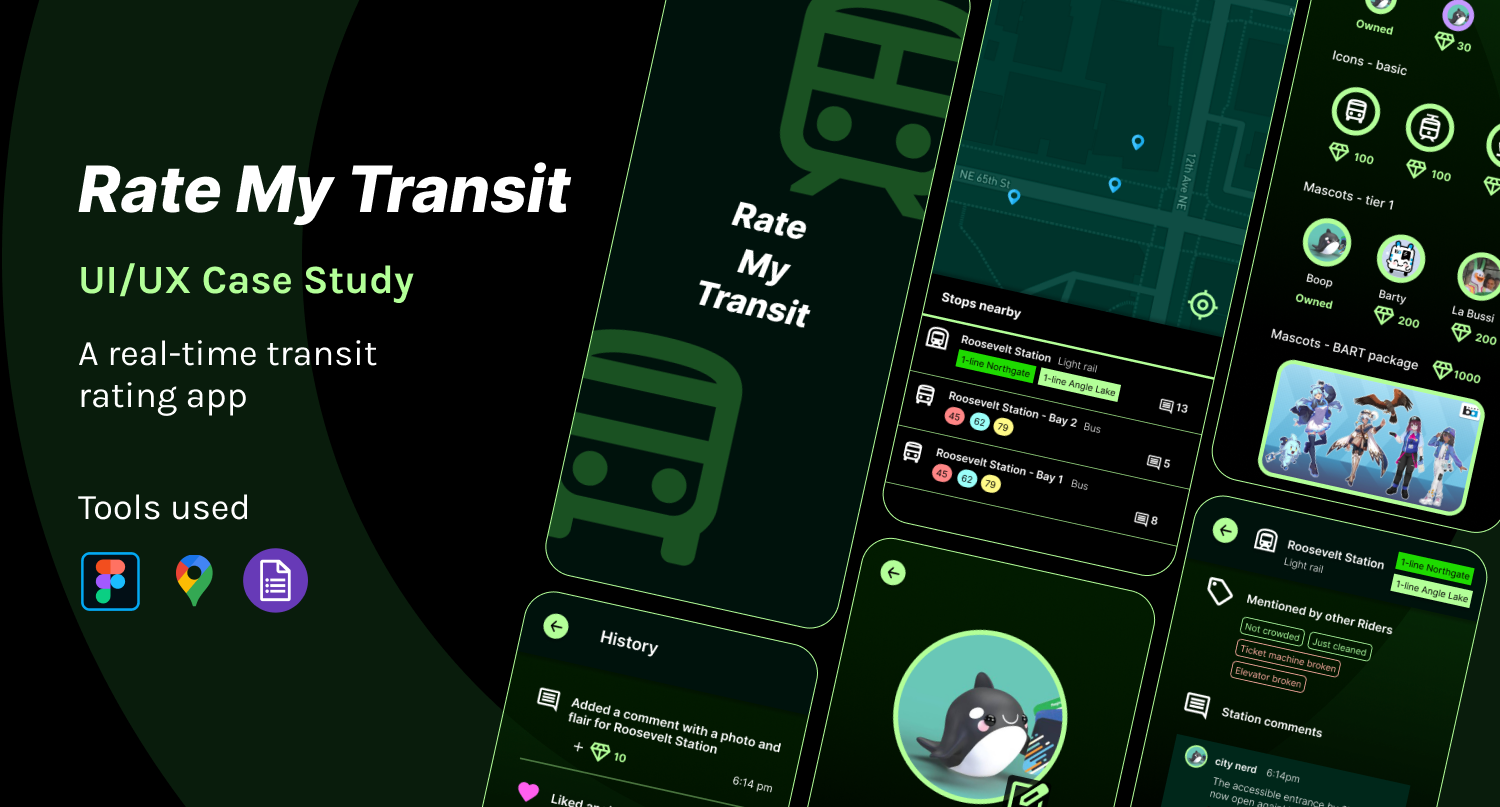 Rate My Transit
UI/UX Case Study
A real-time transit
rating app
Tools used
Rate
My
Transit
History
Added a comment with a photo and
flair for Roosevelt Station
+ 10
6:14 pm
NE 65th St
12th Ave NE
Stops nearby
Roosevelt Station Light rail
1-line Northgate 1-line Angle Lake
13
Roosevelt Station - Bay 2 Bus
45 62 79
5
Roosevelt Station - Bay 1 Bus
45 62 79
8
Owned
30
Icons - basic
100 100
Mascots - tier 1
Boop Barty La Bussi
Owned 200 200
Mascots - BART package 1000
ba
Roosevelt Station
Light rail
1-line Northgate
1-line Angle Lake
Mentioned by other Riders
Not crowded Just cleaned
Ticket machine broken
Elevator broken
Station comments
city nerd 6:14pm
The accessible entrance
now open